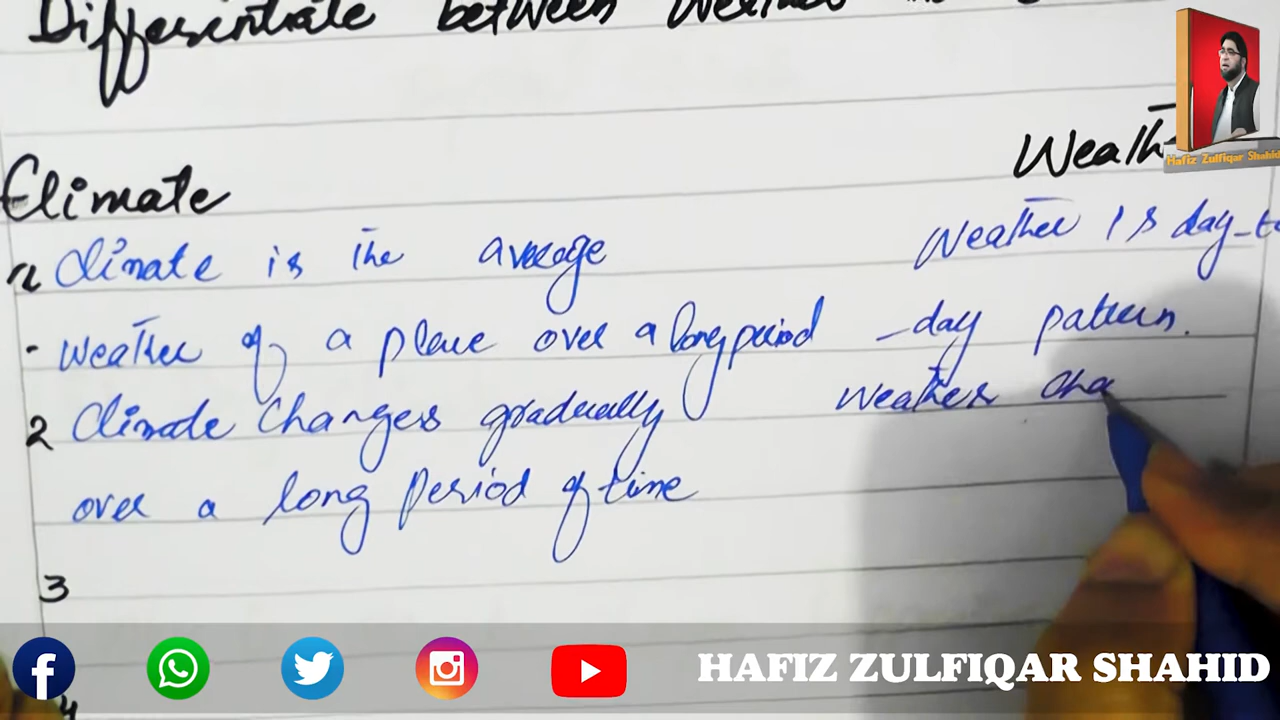 Differentiate between Weather
Hafiz Zulfiqar Shahid
Climate
Weath
1 Climate is the average
Weather is day-to
- weather of a place over a long period
-day pattern.
2 Climate Changes gradually
Weather cha
over a long Period of time
3
4
HAFIZ ZULFIQAR SHAHID